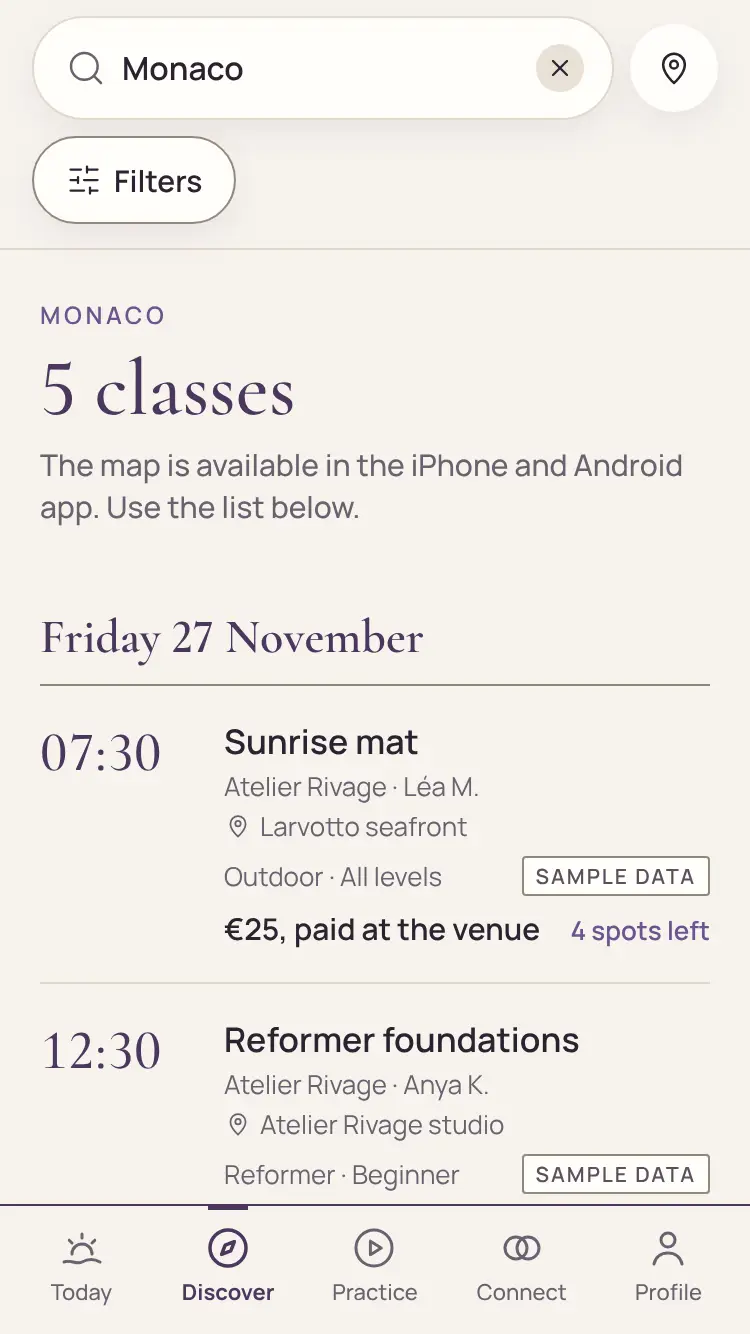 Monaco
Filters
MONACO
5 classes
The map is available in the iPhone and Android
app. Use the list below.
Friday 27 November
07:30
Sunrise mat
Atelier Rivage · Léa M.
Larvotto seafront
Outdoor · All levels
SAMPLE DATA
€25, paid at the venue
4 spots left
12:30
Reformer foundations
Atelier Rivage · Anya K.
Atelier Rivage studio
Reformer · Beginner
SAMPLE DATA
Today
Discover
Practice
Connect
Profile